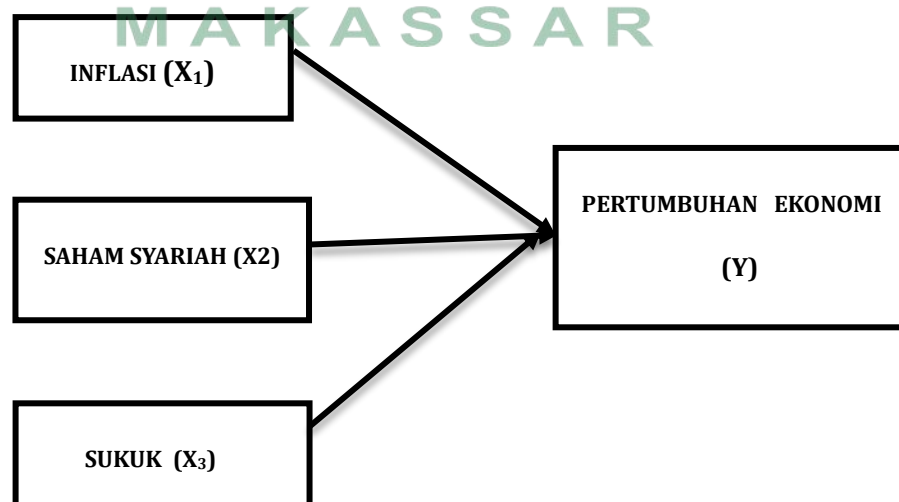 MAKASSAR
INFLASI (X₁)
SAHAM SYARIAH (X2)
PERTUMBUHAN EKONOMI
(Y)
SUKUK (X₃)